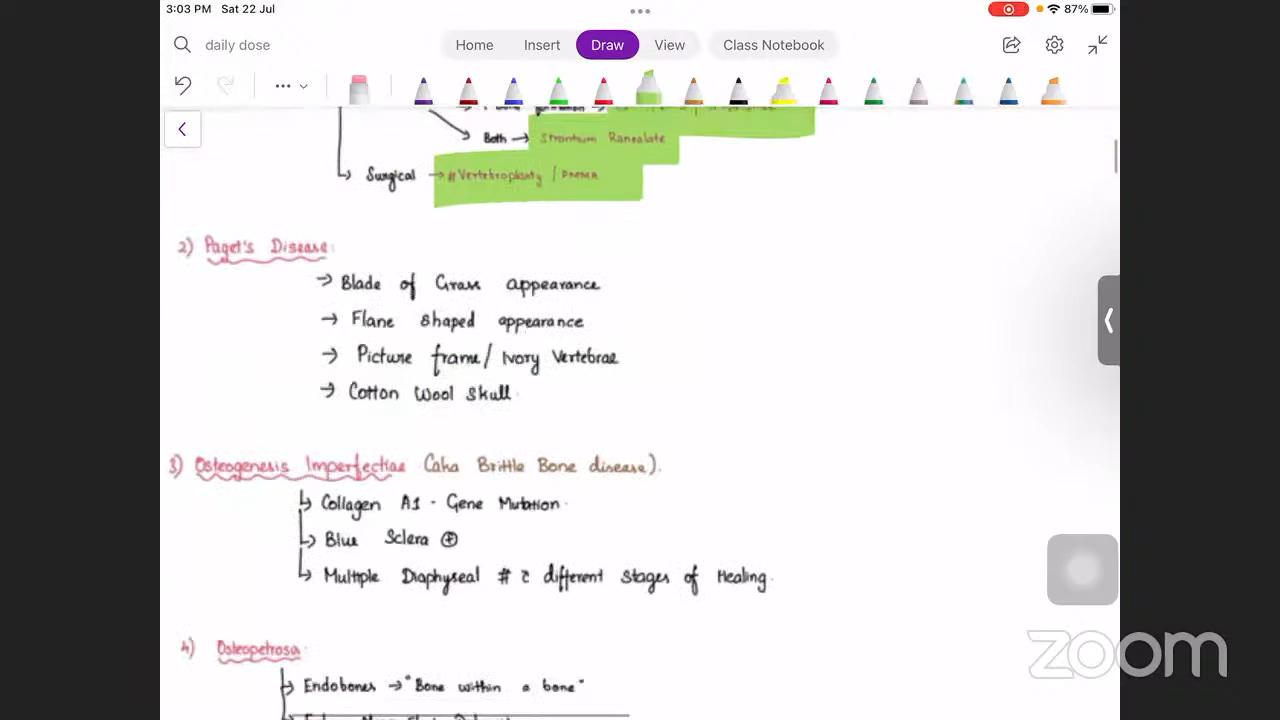 3:03 PM Sat 22 Jul
87%
daily dose
Home Insert Draw View Class Notebook
Both → Strontium Ranealate
Surgical → # Vertebroplasty / PMMA
2) Paget's Disease
→ Blade of Grass appearance
→ Flane shaped appearance
→ Picture frame / Ivory Vertebrae
→ Cotton Wool Skull
3) Osteogenesis Imperfectiae (aka Brittle Bone disease).
Collagen A1 - Gene Mutation
Blue Sclera ⊕
Multiple Diaphyseal # c̄ different stages of Healing.
4) Osteopetrosis
Endobones → "Bone within a bone"
zoom